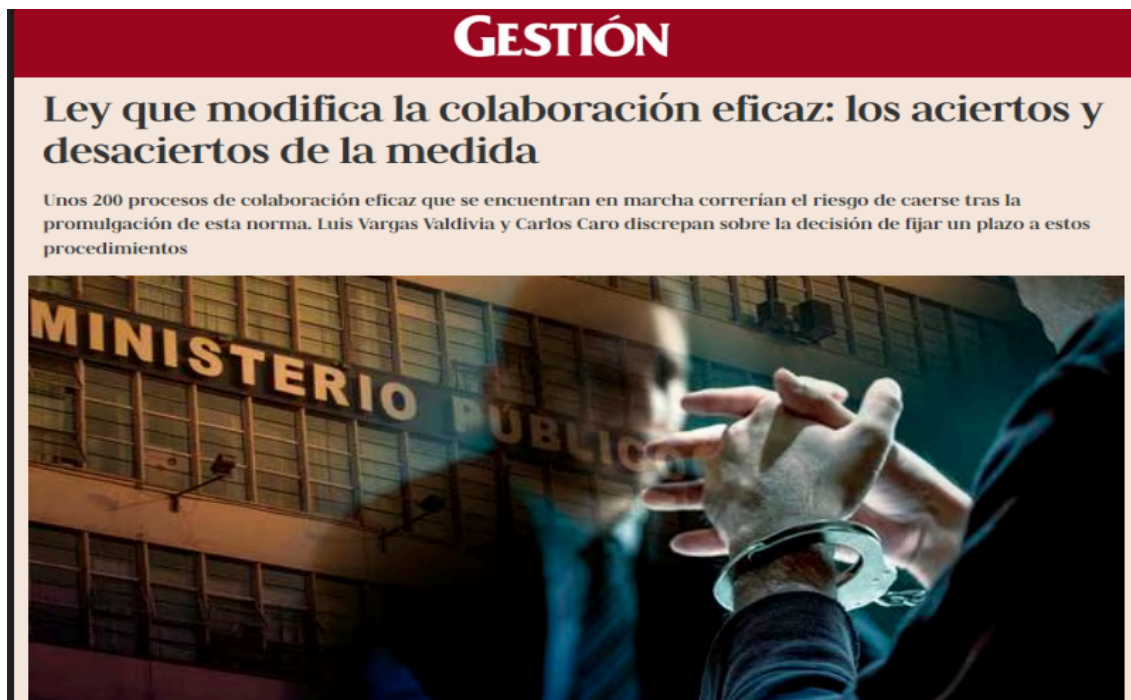 GESTIÓN
Ley que modifica la colaboración eficaz: los aciertos y
desaciertos de la medida
Unos 200 procesos de colaboración eficaz que se encuentran en marcha correrían el riesgo de caerse tras la
promulgación de esta norma. Luis Vargas Valdivia y Carlos Caro discrepan sobre la decisión de fijar un plazo a estos
procedimientos
MINISTERIO PÚBLICO